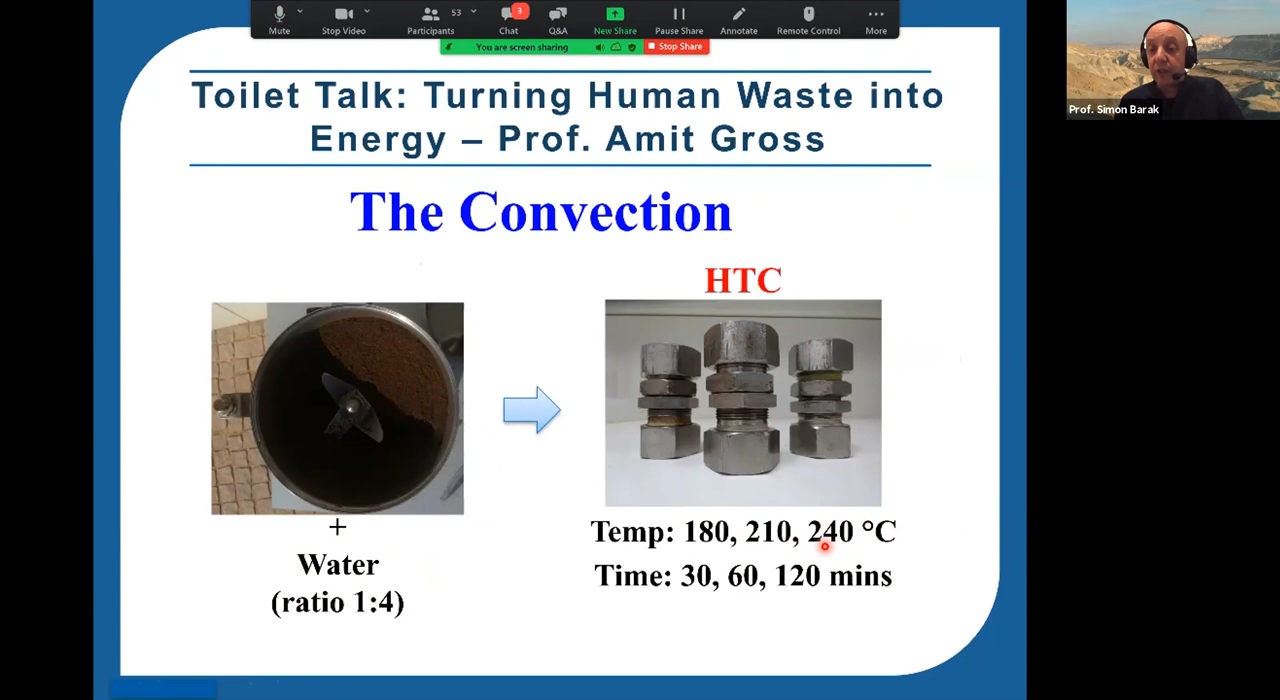 Mute
Stop Video
Participants
53
Chat
3
Q&A
New Share
Pause Share
Annotate
Remote Control
More
You are screen sharing
Stop Share
Prof. Simon Barak
Toilet Talk: Turning Human Waste into
Energy – Prof. Amit Gross
The Convection
HTC
+
Water
(ratio 1:4)
Temp: 180, 210, 240 °C
Time: 30, 60, 120 mins